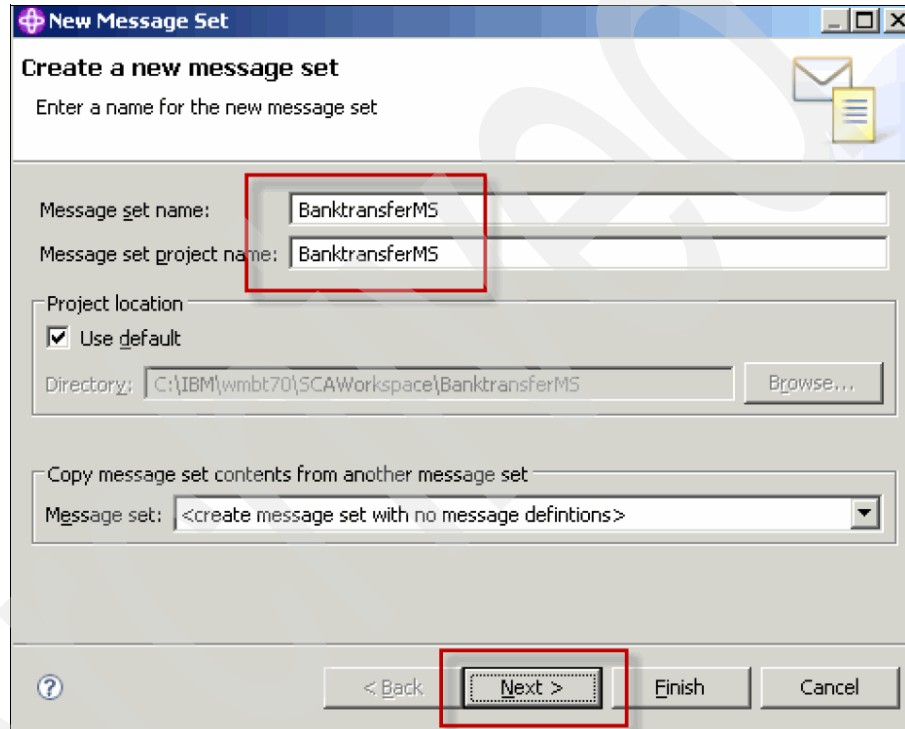 New Message Set
Create a new message set
Enter a name for the new message set
Message set name: BanktransferMS
Message set project name: BanktransferMS
Project location
Use default
Directory: C:\IBM\wmbt70\SCAWorkspace\BanktransferMS Browse...
Copy message set contents from another message set
Message set: <create message set with no message defintions>
? < Back Next > Finish Cancel